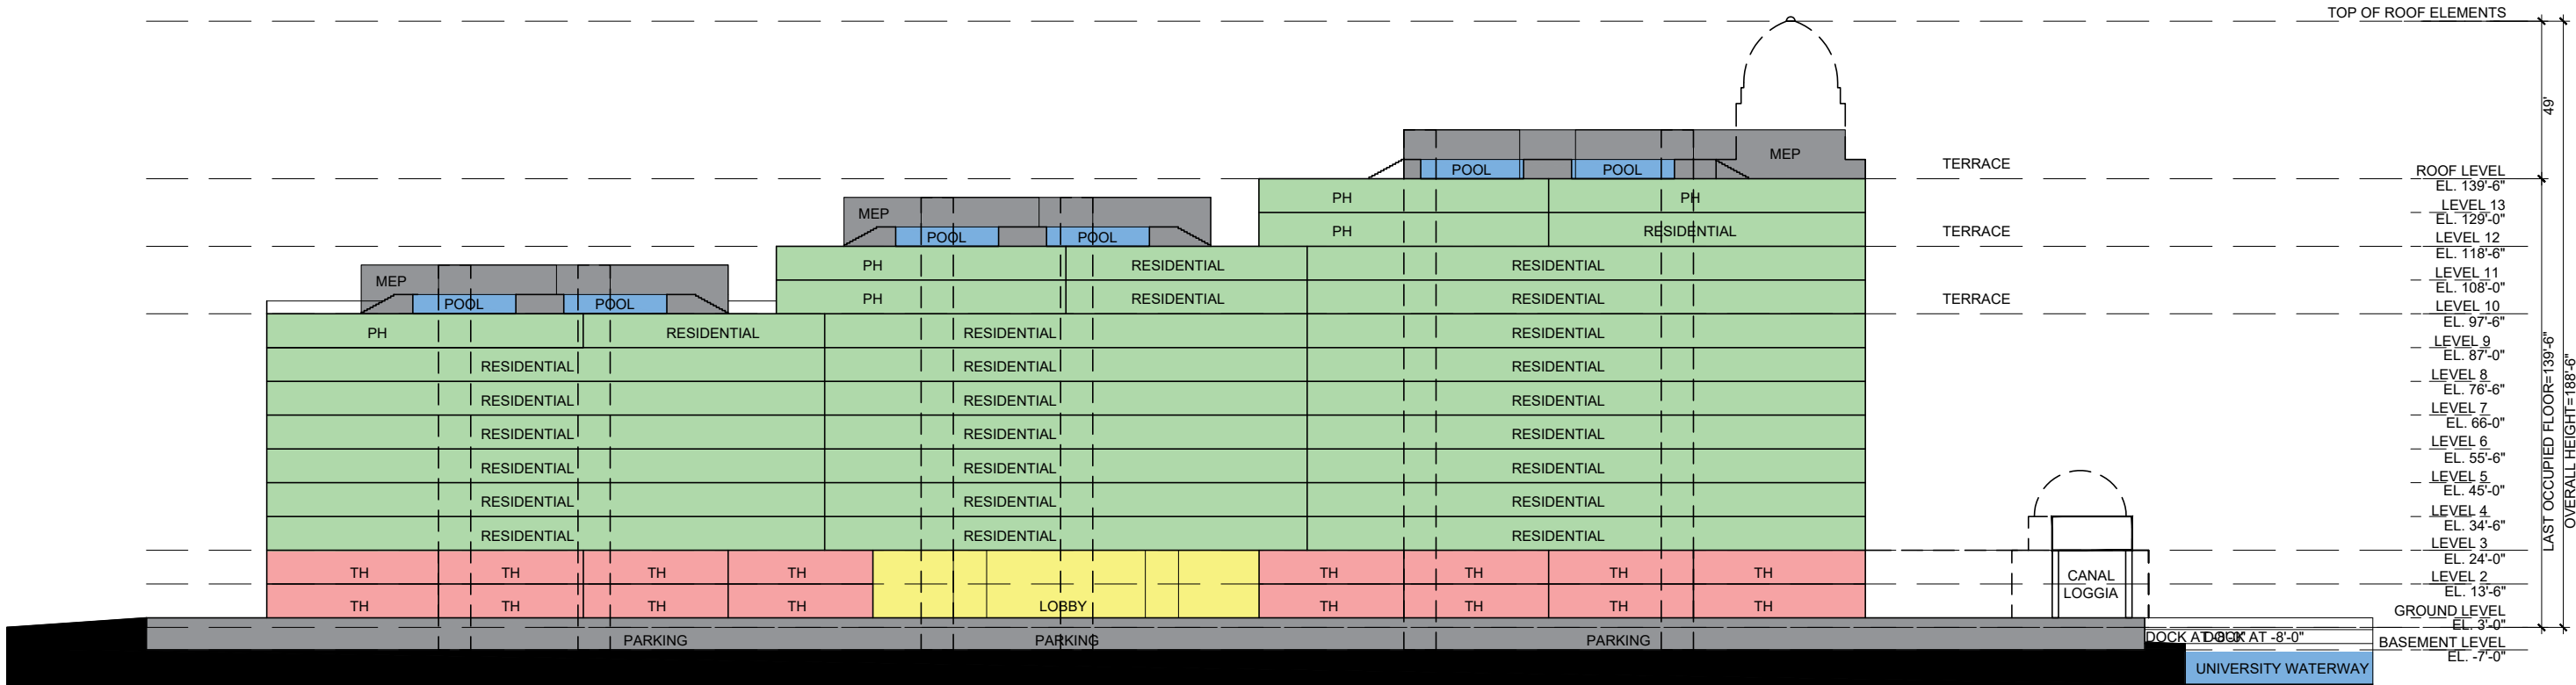 TOP OF ROOF ELEMENTS
49'
MEP
TERRACE
POOL
POOL
ROOF LEVEL
EL. 139'-6"
PH
PH
LEVEL 13
EL. 129'-0"
MEP
PH
RESIDENTIAL
TERRACE
POOL
POOL
LEVEL 12
EL. 118'-6"
PH
RESIDENTIAL
RESIDENTIAL
LEVEL 11
EL. 108'-0"
MEP
PH
RESIDENTIAL
RESIDENTIAL
TERRACE
POOL
POOL
LEVEL 10
EL. 97'-6"
PH
RESIDENTIAL
RESIDENTIAL
RESIDENTIAL
LEVEL 9
EL. 87'-0"
RESIDENTIAL
RESIDENTIAL
RESIDENTIAL
LEVEL 8
EL. 76'-6"
RESIDENTIAL
RESIDENTIAL
RESIDENTIAL
LEVEL 7
EL. 66'-0"
RESIDENTIAL
RESIDENTIAL
RESIDENTIAL
LEVEL 6
EL. 55'-6"
RESIDENTIAL
RESIDENTIAL
RESIDENTIAL
LEVEL 5
EL. 45'-0"
RESIDENTIAL
RESIDENTIAL
RESIDENTIAL
LEVEL 4
EL. 34'-6"
RESIDENTIAL
RESIDENTIAL
RESIDENTIAL
LEVEL 3
EL. 24'-0"
LAST OCCUPIED FLOOR=139'-6"
OVERALL HEIGHT=188'-6"
TH
TH
TH
TH
TH
TH
TH
TH
CANAL
LOGGIA
LEVEL 2
EL. 13'-6"
TH
TH
TH
TH
LOBBY
TH
TH
TH
TH
GROUND LEVEL
EL. 3'-0"
PARKING
PARKING
PARKING
DOCK AT
DOCK AT -8'-0"
BASEMENT LEVEL
EL. -7'-0"
UNIVERSITY WATERWAY